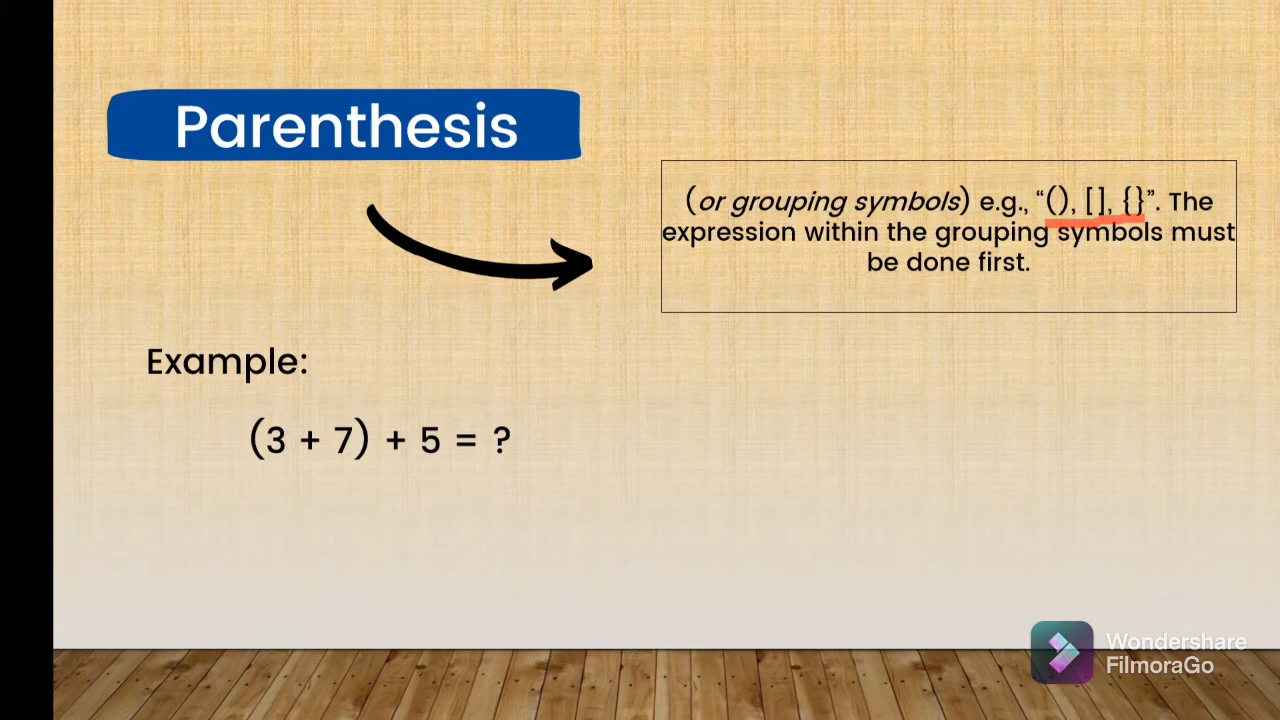 Parenthesis
(or grouping symbols) e.g., “(), [], {}”. The
expression within the grouping symbols must
be done first.
Example:
(3 + 7) + 5 = ?
Wondershare
FilmoraGo